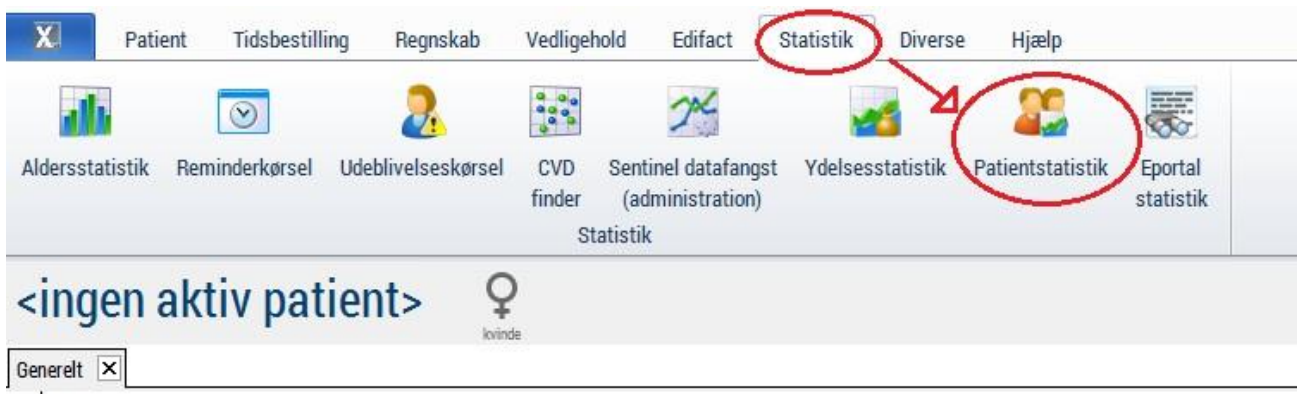 X
Patient Tidsbestilling Regnskab Vedligehold Edifact Statistik Diverse Hjælp
Aldersstatistik Reminderkørsel Udeblivelseskørsel CVD finder Sentinel datafangst (administration) Ydelsesstatistik Patientstatistik Eportal statistik
Statistik
<ingen aktiv patient>
kvinde
Generelt